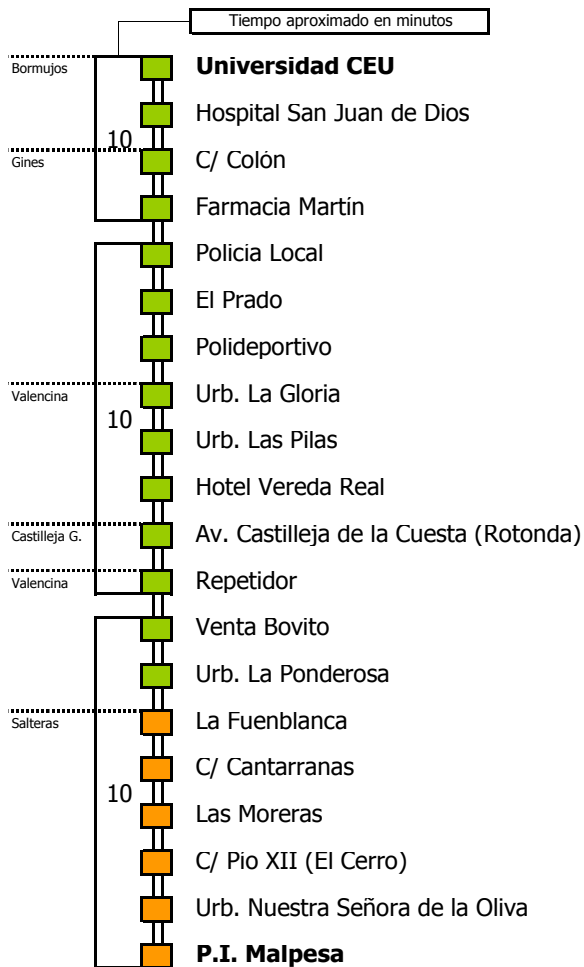 Tiempo aproximado en minutos
Bormujos
Universidad CEU
Hospital San Juan de Dios
10
Gines
C/ Colón
Farmacia Martín
Policia Local
El Prado
Polideportivo
Valencina
Urb. La Gloria
10
Urb. Las Pilas
Hotel Vereda Real
Castilleja G.
Av. Castilleja de la Cuesta (Rotonda)
Valencina
Repetidor
Venta Bovito
Urb. La Ponderosa
Salteras
La Fuenblanca
C/ Cantarranas
10
Las Moreras
C/ Pio XII (El Cerro)
Urb. Nuestra Señora de la Oliva
P.I. Malpesa